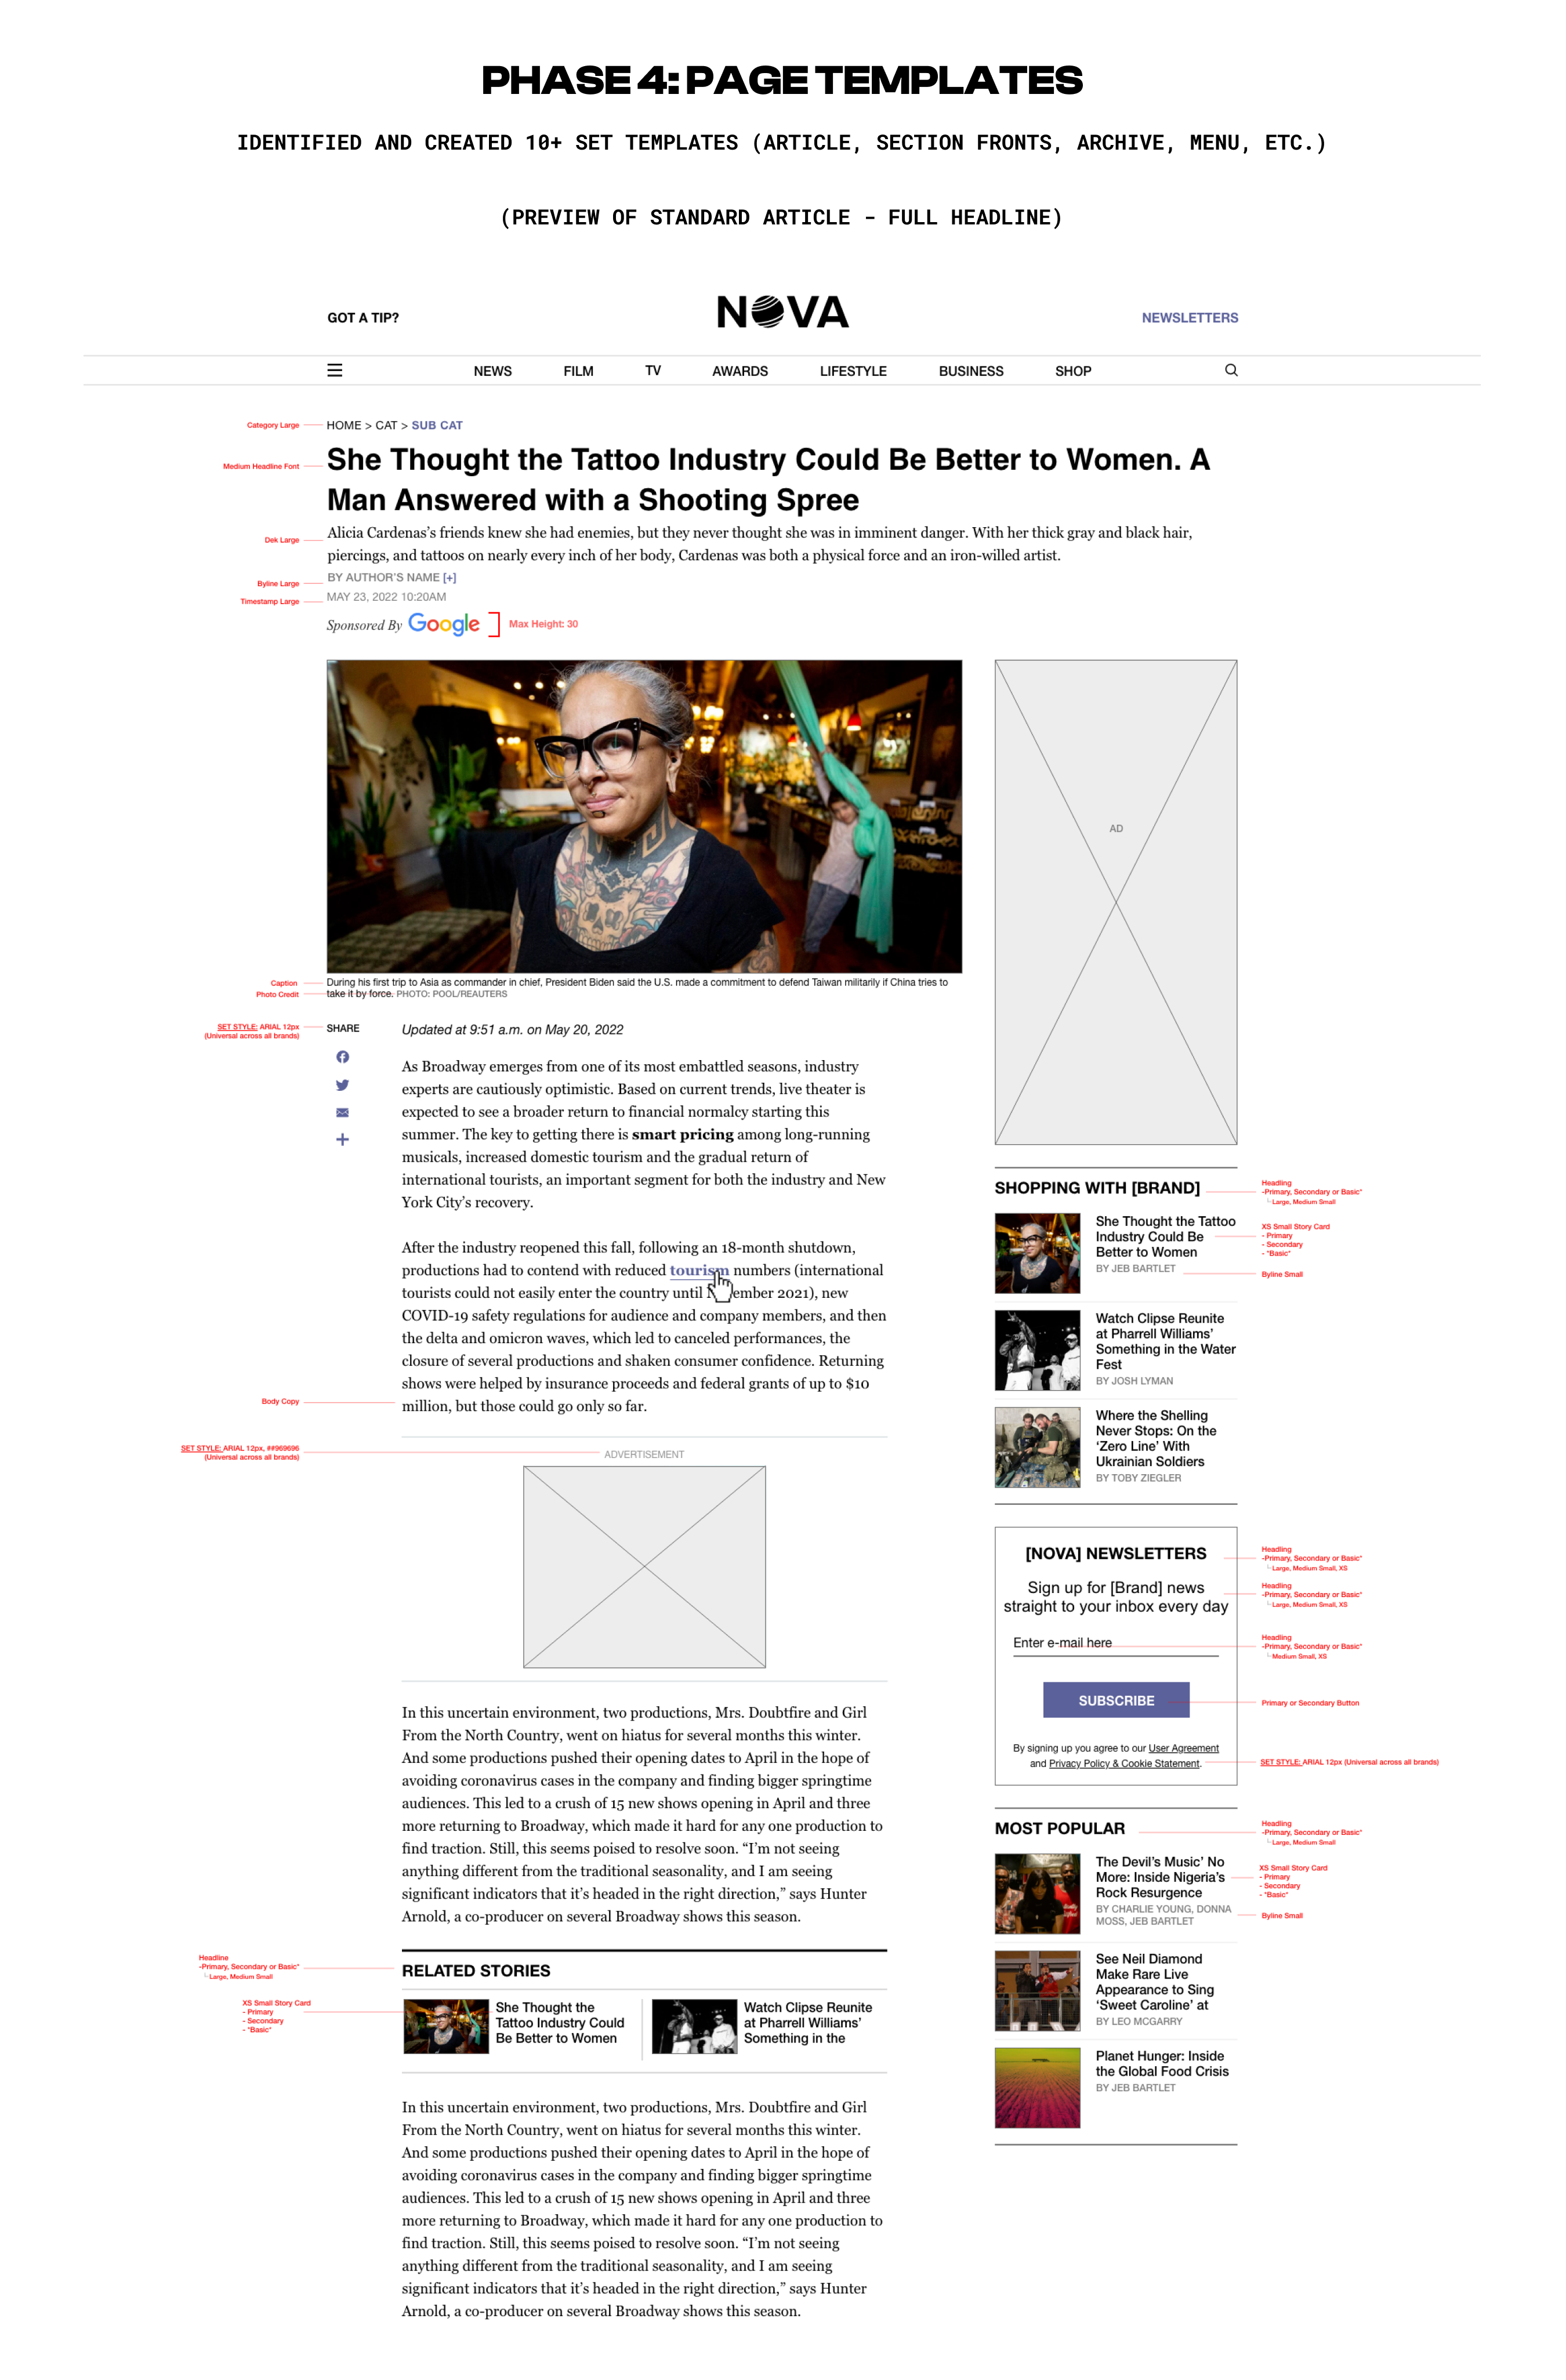 PHASE 4: PAGE TEMPLATES
IDENTIFIED AND CREATED 10+ SET TEMPLATES (ARTICLE, SECTION FRONTS, ARCHIVE, MENU, ETC.)
(PREVIEW OF STANDARD ARTICLE - FULL HEADLINE)
GOT A TIP?
NOVA
NEWSLETTERS
NEWS FILM TV AWARDS LIFESTYLE BUSINESS SHOP
Category Large
HOME > CAT > SUB CAT
Medium Headline Font
She Thought the Tattoo Industry Could Be Better to Women. A
Man Answered with a Shooting Spree
Dek Large
Alicia Cardenas’s friends knew she had enemies, but they never thought she was in imminent danger. With her thick gray and black hair,
piercings, and tattoos on nearly every inch of her body, Cardenas was both a physical force and an iron-willed artist.
Byline Large
BY AUTHOR’S NAME [+]
Timestamp Large
MAY 23, 2022 10:20AM
Sponsored By Google
Max Height: 30
AD
Caption
During his first trip to Asia as commander in chief, President Biden said the U.S. made a commitment to defend Taiwan militarily if China tries to
Photo Credit
take it by force. PHOTO: POOL/REAUTERS
SET STYLE: ARIAL 12px
(Universal across all brands)
SHARE
Updated at 9:51 a.m. on May 20, 2022
As Broadway emerges from one of its most embattled seasons, industry
experts are cautiously optimistic. Based on current trends, live theater is
expected to see a broader return to financial normalcy starting this
summer. The key to getting there is smart pricing among long-running
musicals, increased domestic tourism and the gradual return of
international tourists, an important segment for both the industry and New
York City’s recovery.
After the industry reopened this fall, following an 18-month shutdown,
productions had to contend with reduced tourism numbers (international
tourists could not easily enter the country until N ember 2021), new
COVID-19 safety regulations for audience and company members, and then
the delta and omicron waves, which led to canceled performances, the
closure of several productions and shaken consumer confidence. Returning
shows were helped by insurance proceeds and federal grants of up to $10
million, but those could go only so far.
Body Copy
SET STYLE: ARIAL 12px, ##969696
(Universal across all brands)
ADVERTISEMENT
In this uncertain environment, two productions, Mrs. Doubtfire and Girl
From the North Country, went on hiatus for several months this winter.
And some productions pushed their opening dates to April in the hope of
avoiding coronavirus cases in the company and finding bigger springtime
audiences. This led to a crush of 15 new shows opening in April and three
more returning to Broadway, which made it hard for any one production to
find traction. Still, this seems poised to resolve soon. “I’m not seeing
anything different from the traditional seasonality, and I am seeing
significant indicators that it’s headed in the right direction,” says Hunter
Arnold, a co-producer on several Broadway shows this season.
Headline
-Primary, Secondary or Basic*
Large, Medium Small
RELATED STORIES
XS Small Story Card
- Primary
- Secondary
- "Basic"
She Thought the
Tattoo Industry Could
Be Better to Women
Watch Clipse Reunite
at Pharrell Williams’
Something in the
In this uncertain environment, two productions, Mrs. Doubtfire and Girl
From the North Country, went on hiatus for several months this winter.
And some productions pushed their opening dates to April in the hope of
avoiding coronavirus cases in the company and finding bigger springtime
audiences. This led to a crush of 15 new shows opening in April and three
more returning to Broadway, which made it hard for any one production to
find traction. Still, this seems poised to resolve soon. “I’m not seeing
anything different from the traditional seasonality, and I am seeing
significant indicators that it’s headed in the right direction,” says Hunter
Arnold, a co-producer on several Broadway shows this season.
SHOPPING WITH [BRAND]
Headling
-Primary, Secondary or Basic*
Large, Medium Small
She Thought the Tattoo
Industry Could Be
Better to Women
BY JEB BARTLET
XS Small Story Card
- Primary
- Secondary
- "Basic"
Byline Small
Watch Clipse Reunite
at Pharrell Williams’
Something in the Water
Fest
BY JOSH LYMAN
Where the Shelling
Never Stops: On the
‘Zero Line’ With
Ukrainian Soldiers
BY TOBY ZIEGLER
[NOVA] NEWSLETTERS
Headling
-Primary, Secondary or Basic*
Large, Medium Small, XS
Sign up for [Brand] news
straight to your inbox every day
Headling
-Primary, Secondary or Basic*
Large, Medium Small, XS
Enter e-mail here
Headling
-Primary, Secondary or Basic*
Medium Small, XS
SUBSCRIBE
Primary or Secondary Button
By signing up you agree to our User Agreement
and Privacy Policy & Cookie Statement.
SET STYLE: ARIAL 12px (Universal across all brands)
MOST POPULAR
Headling
-Primary, Secondary or Basic*
Large, Medium Small
The Devil’s Music’ No
More: Inside Nigeria’s
Rock Resurgence
BY CHARLIE YOUNG, DONNA
MOSS, JEB BARTLET
XS Small Story Card
- Primary
- Secondary
- "Basic"
Byline Small
See Neil Diamond
Make Rare Live
Appearance to Sing
‘Sweet Caroline’ at
BY LEO MCGARRY
Planet Hunger: Inside
the Global Food Crisis
BY JEB BARTLET